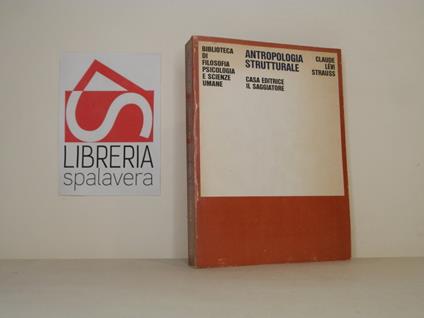 LIBRERIA
spalavera
BIBLIOTECA
DI
FILOSOFIA
PSICOLOGIA
E SCIENZE
UMANE
ANTROPOLOGIA
STRUTTURALE
CASA EDITRICE
IL SAGGIATORE
CLAUDE
LÉVI
STRAUSS